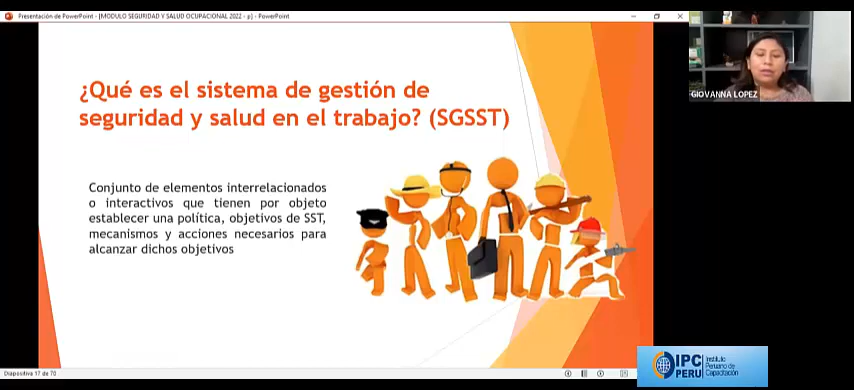 Presentación de PowerPoint - [MODULO SEGURIDAD Y SALUD OCUPACIONAL 2022 - p] - PowerPoint
GIOVANNA LOPEZ
¿Qué es el sistema de gestión de
seguridad y salud en el trabajo? (SGSST)
Conjunto de elementos interrelacionados
o interactivos que tienen por objeto
establecer una política, objetivos de SST,
mecanismos y acciones necesarios para
alcanzar dichos objetivos
Diapositiva 17 de 70
IPC
PERU
Instituto
Peruano de
Capacitación